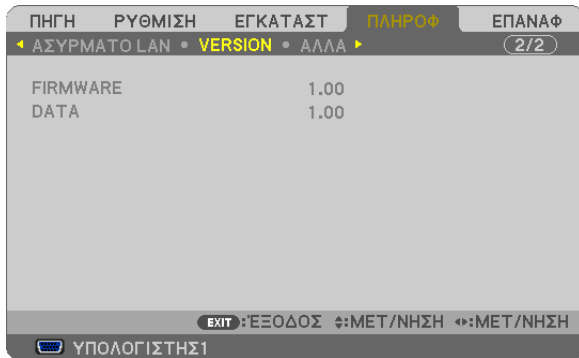 ΠΗΓΗ ΡΥΘΜΙΣΗ ΕΓΚΑΤΑΣΤ ΠΛΗΡΟΦ ΕΠΑΝΑΦ
◀ ΑΣΥΡΜΑΤΟ LAN • VERSION • ΑΛΛΑ ▶ 2/2
FIRMWARE 1.00
DATA 1.00
EXIT :ΈΞΟΔΟΣ :ΜΕΤ/ΝΗΣΗ :ΜΕΤ/ΝΗΣΗ
ΥΠΟΛΟΓΙΣΤΗΣ1